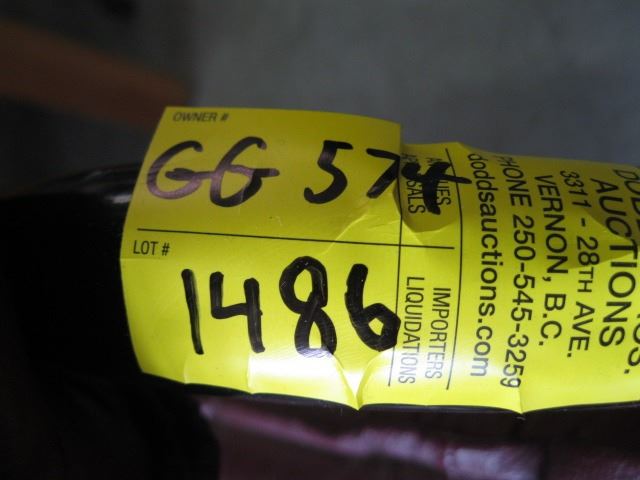 OWNER #
GG 574
LOT #
1486
IMPORTERS
LIQUIDATIONS
AUCTIONS
3311 - 28TH AVE.
VERNON, B.C.
PHONE 250-545-3259
doddsauctions.com